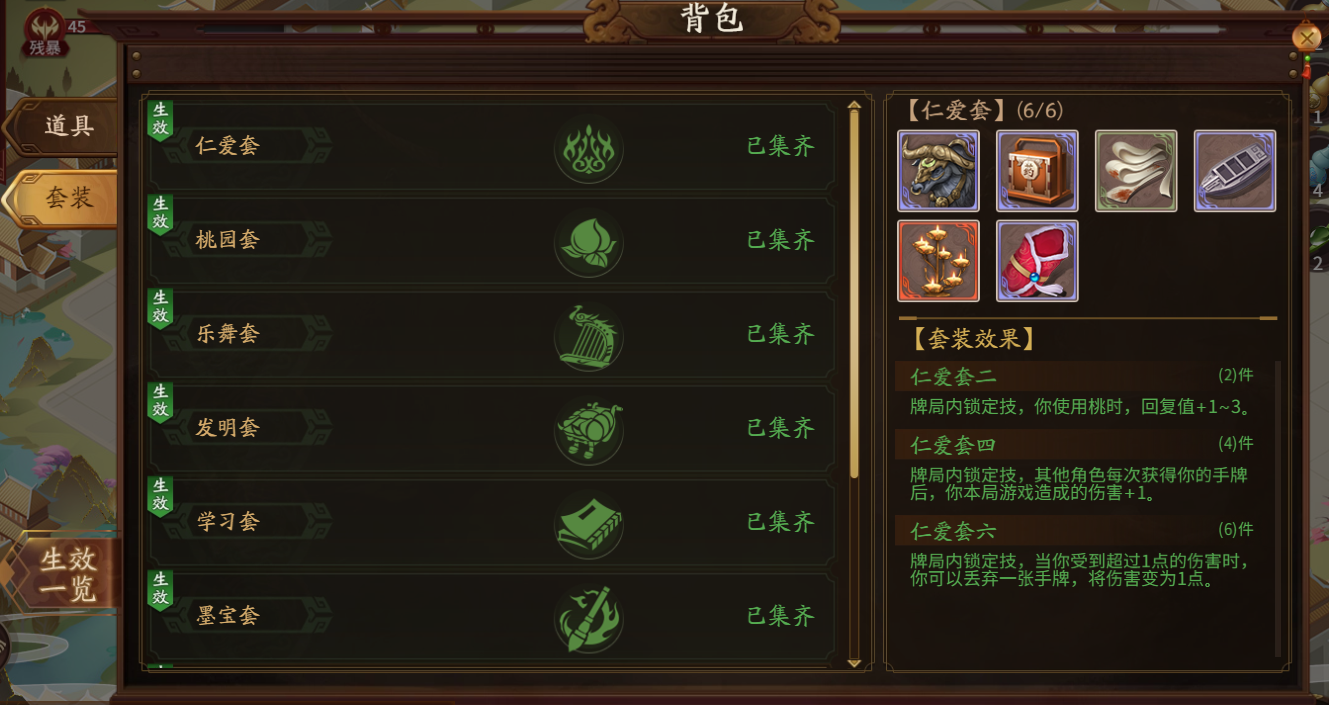 背包
45
残暴
道具
套装
生效
一览
生效
仁爱套
已集齐
生效
桃园套
已集齐
生效
乐舞套
已集齐
生效
发明套
已集齐
生效
学习套
已集齐
生效
墨宝套
已集齐
【仁爱套】(6/6)
药
【套装效果】
仁爱套二 (2)件
牌局内锁定技，你使用桃时，回复值+1~3。
仁爱套四 (4)件
牌局内锁定技，其他角色每次获得你的手牌
后，你本局游戏造成的伤害+1。
仁爱套六 (6)件
牌局内锁定技，当你受到超过1点的伤害时，
你可以丢弃一张手牌，将伤害变为1点。
1
4
2